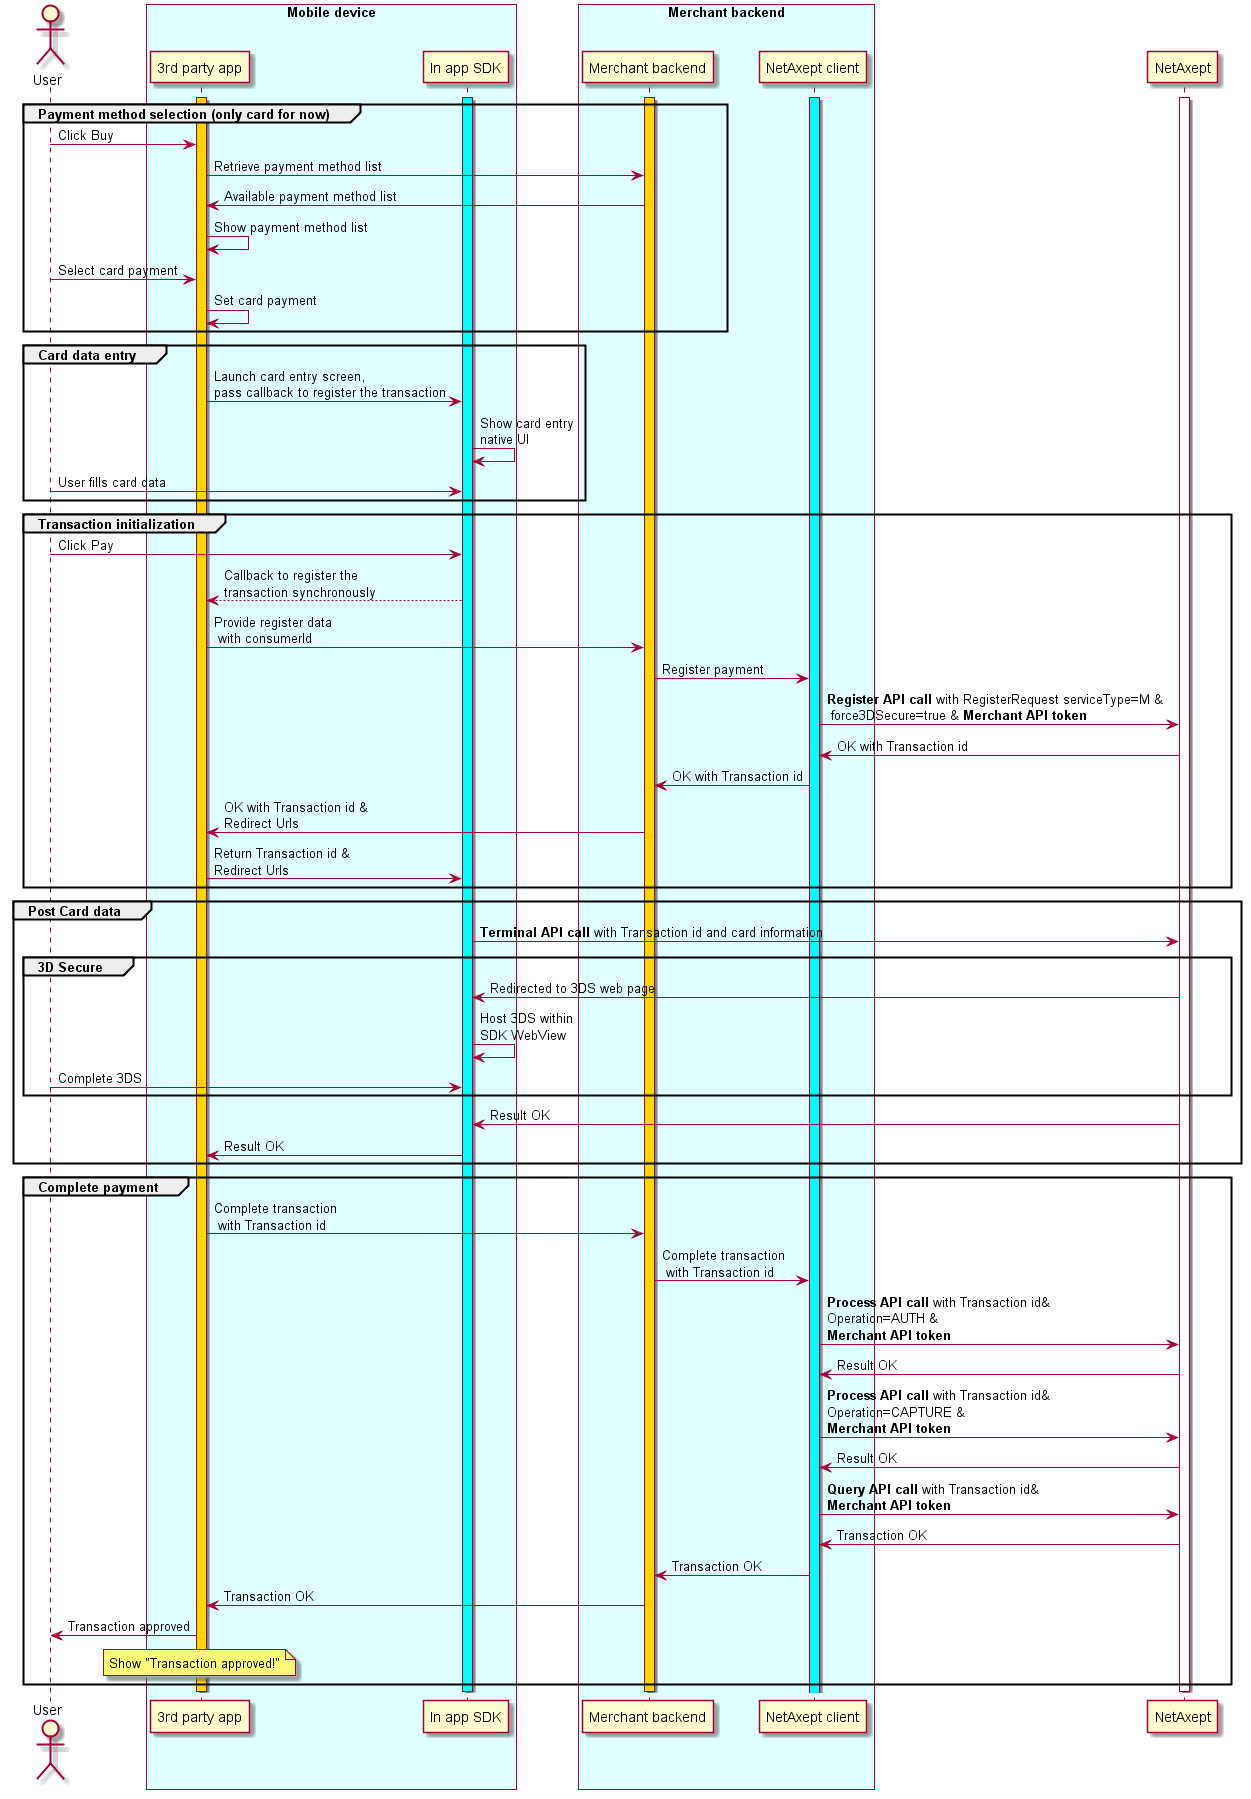 Mobile device
Merchant backend
User
3rd party app
In app SDK
Merchant backend
NetAxept client
NetAxept
Payment method selection (only card for now)
Click Buy
Retrieve payment method list
Available payment method list
Show payment method list
Select card payment
Set card payment
Card data entry
Launch card entry screen,
pass callback to register the transaction
Show card entry
native UI
User fills card data
Transaction initialization
Click Pay
Callback to register the
transaction synchronously
Provide register data
with consumerId
Register payment
Register API call with RegisterRequest serviceType=M &
force3DSecure=true & Merchant API token
OK with Transaction id
OK with Transaction id
OK with Transaction id &
Redirect Urls
Return Transaction id &
Redirect Urls
Post Card data
Terminal API call with Transaction id and card information
3D Secure
Redirected to 3DS web page
Host 3DS within
SDK WebView
Complete 3DS
Result OK
Result OK
Complete payment
Complete transaction
with Transaction id
Complete transaction
with Transaction id
Process API call with Transaction id&
Operation=AUTH &
Merchant API token
Result OK
Process API call with Transaction id&
Operation=CAPTURE &
Merchant API token
Result OK
Query API call with Transaction id&
Merchant API token
Transaction OK
Transaction OK
Transaction OK
Transaction approved
Show "Transaction approved!"
User
3rd party app
In app SDK
Merchant backend
NetAxept client
NetAxept